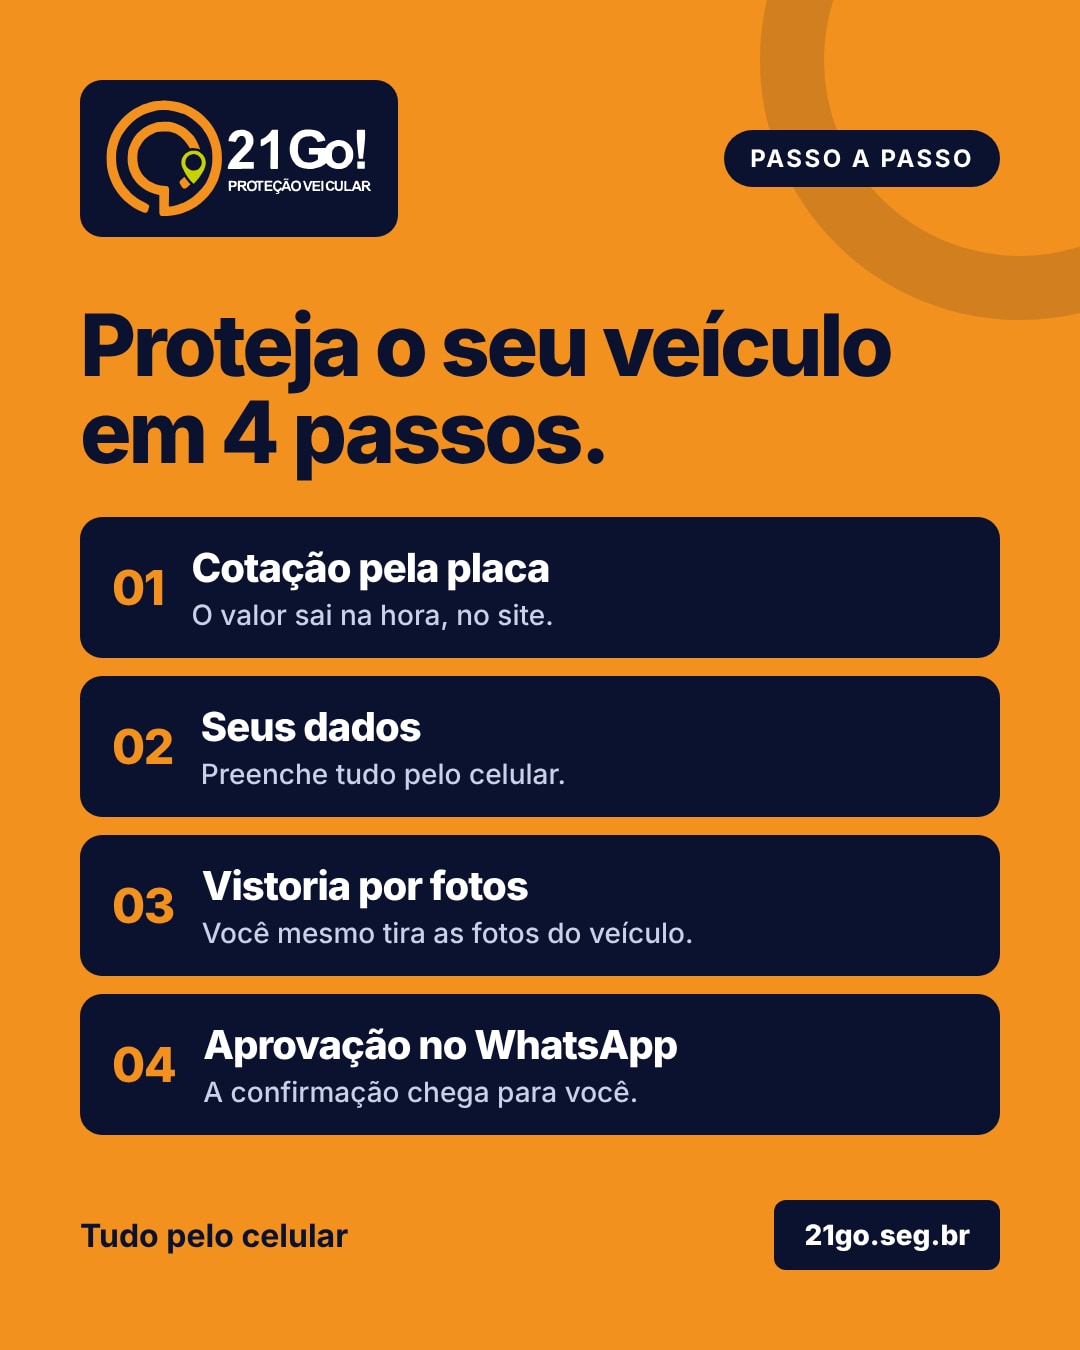 21Go!
PROTEÇÃO VEICULAR
PASSO A PASSO
Proteja o seu veículo
em 4 passos.
01
Cotação pela placa
O valor sai na hora, no site.
02
Seus dados
Preenche tudo pelo celular.
03
Vistoria por fotos
Você mesmo tira as fotos do veículo.
04
Aprovação no WhatsApp
A confirmação chega para você.
Tudo pelo celular
21go.seg.br